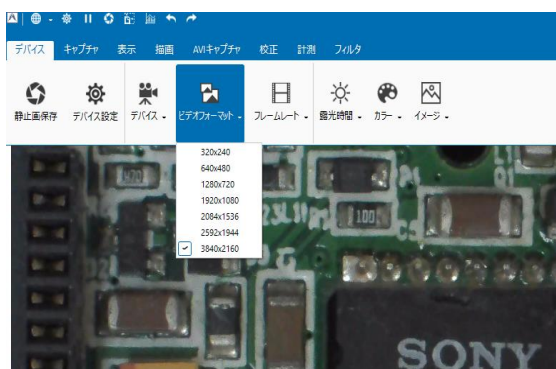 デバイス キャプチャ 表示 描画 AVIキャプチャ 校正 計測 フィルタ
静止画保存 デバイス設定 デバイス ビデオフォーマット フレームレート 露光時間 カラー イメージ
320x240
640x480
1280x720
1920x1080
2084x1536
2592x1944
3840x2160
100
SONY